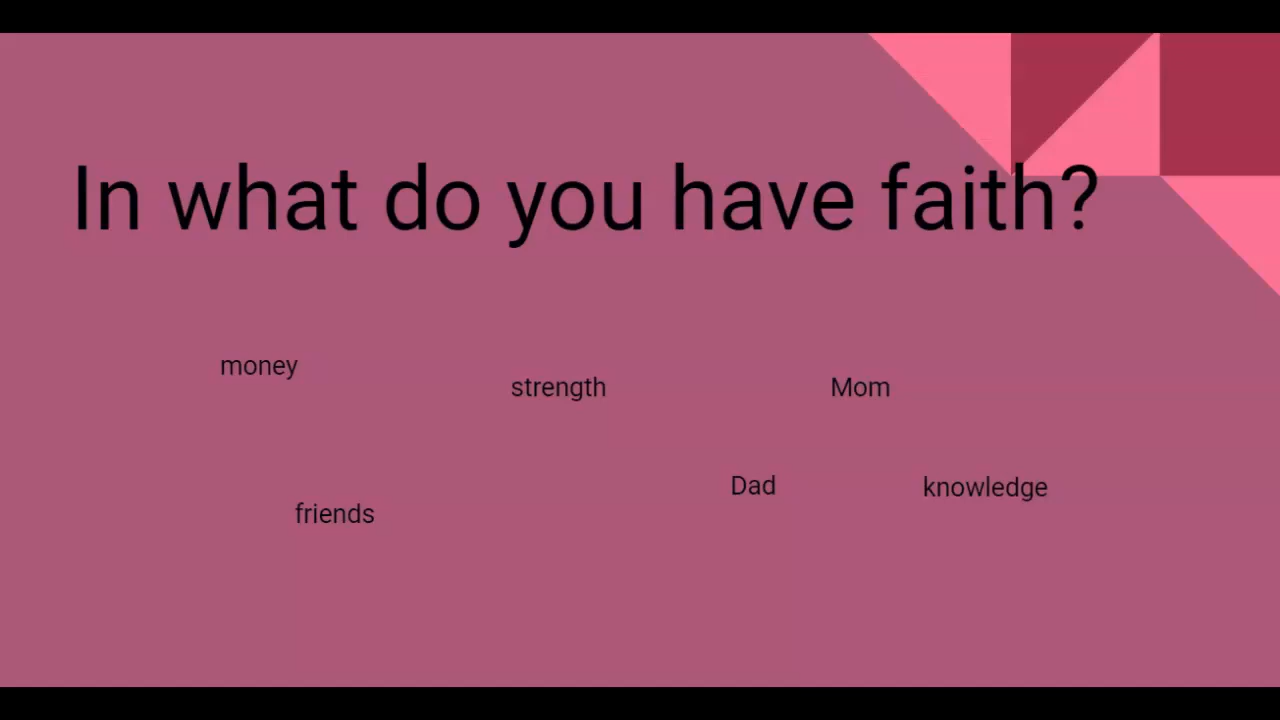 In what do you have faith?
money
strength
Mom
Dad
knowledge
friends